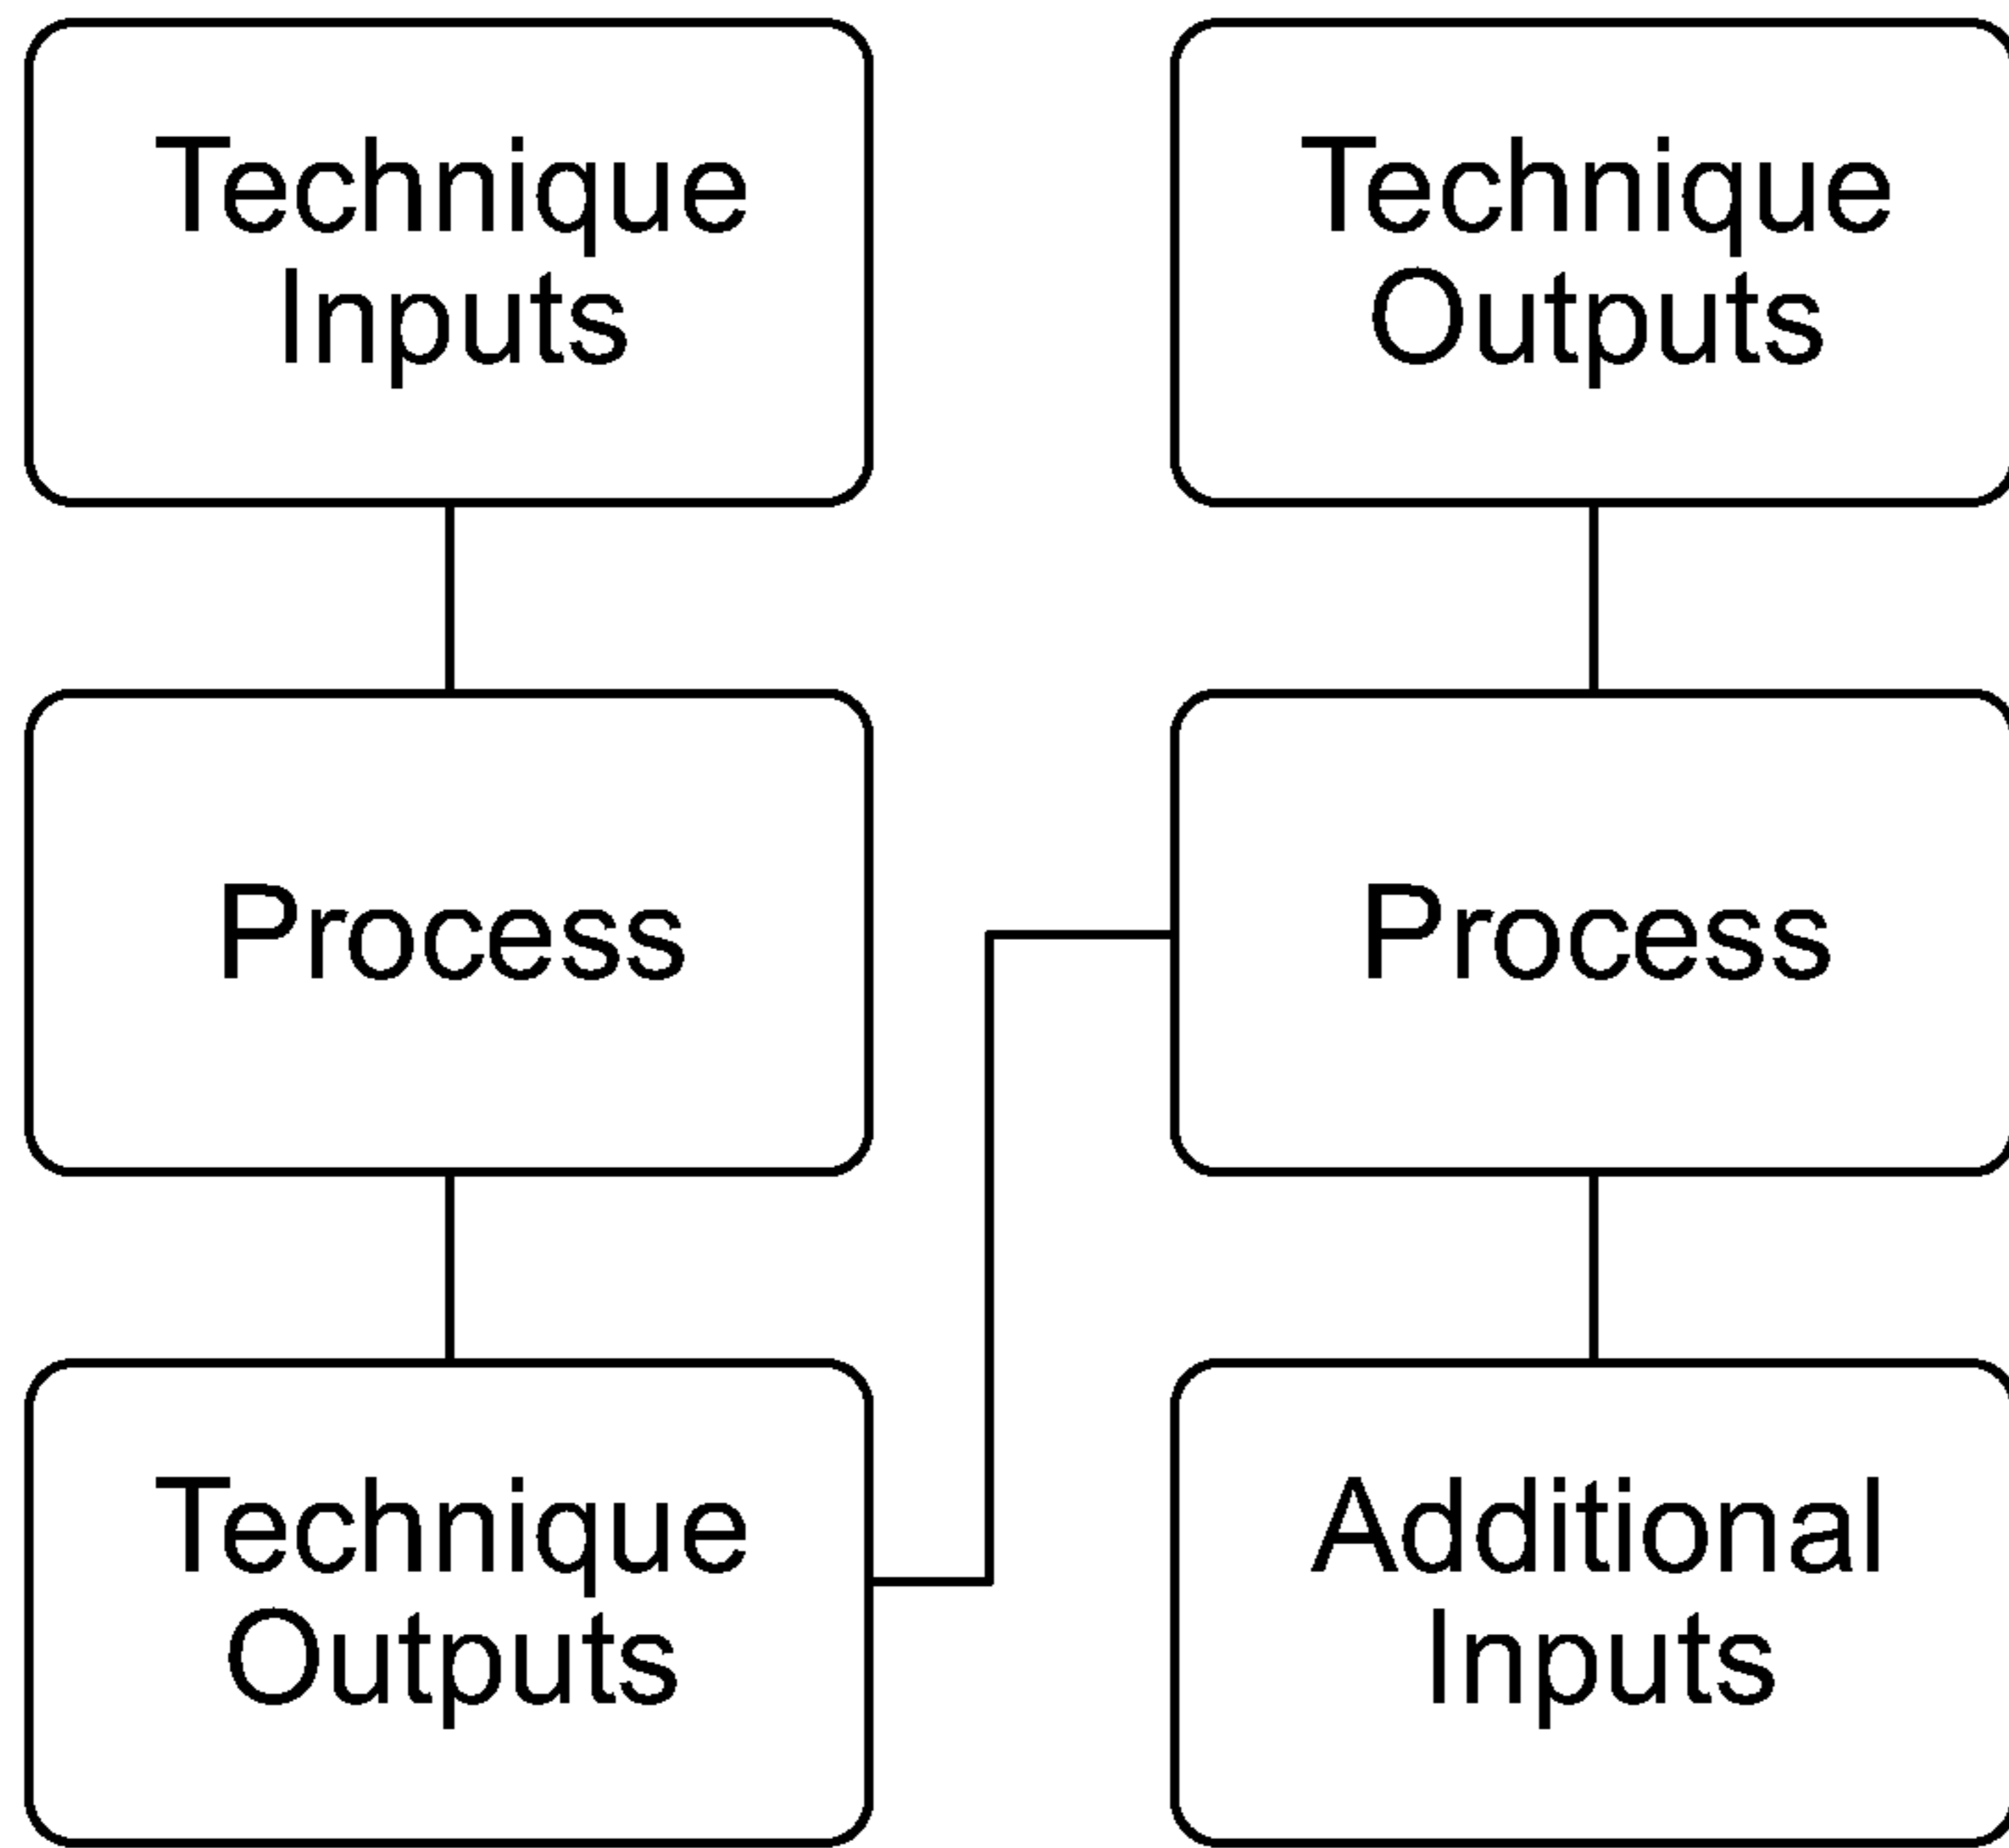 Technique
Inputs
Process
Technique
Outputs
Technique
Outputs
Process
Additional
Inputs